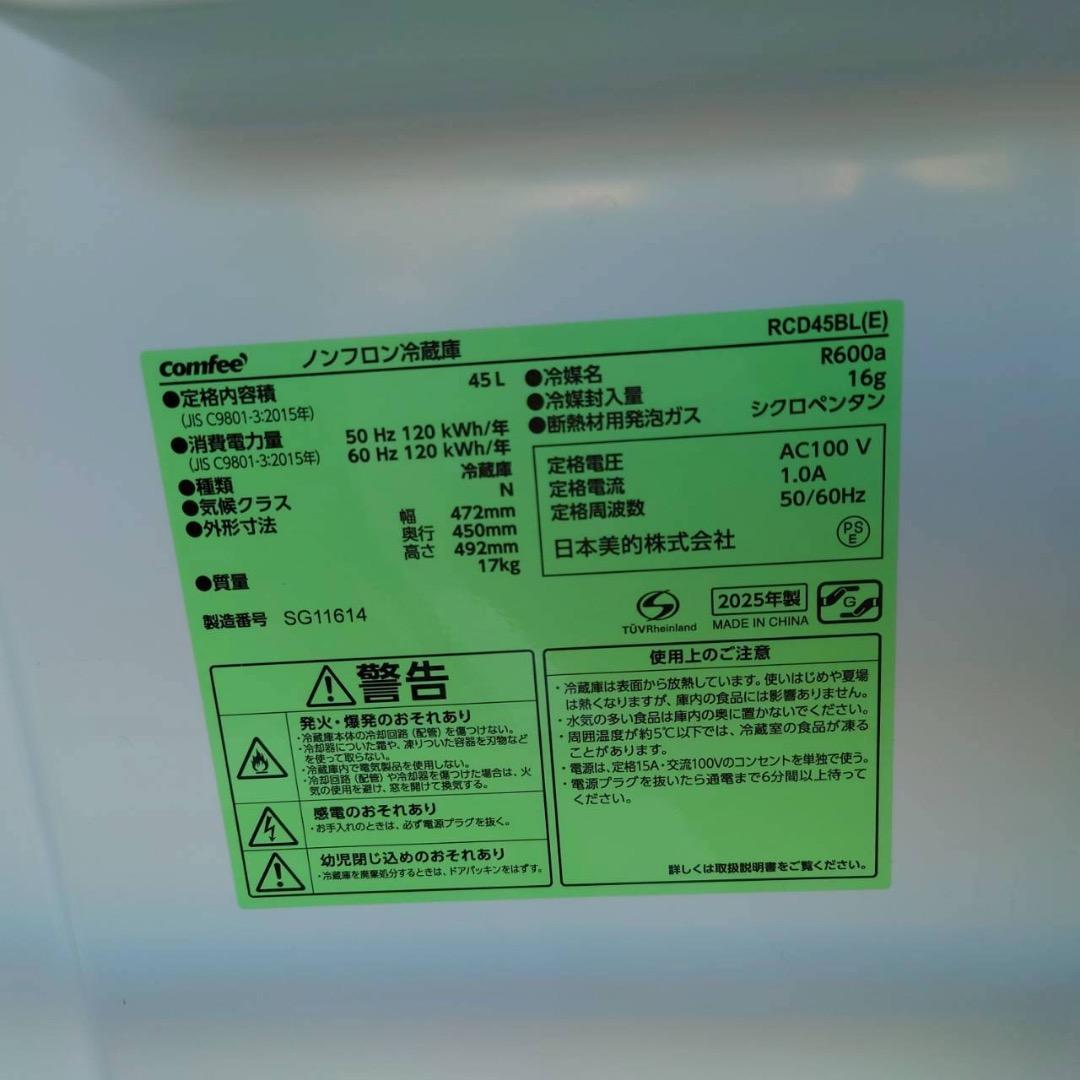 comfee' ノンフロン冷蔵庫 RCD45BL(E)
●定格内容積 45L
(JIS C9801-3:2015年)
●消費電力量 50 Hz 120 kWh/年
(JIS C9801-3:2015年) 60 Hz 120 kWh/年
●種類 冷蔵庫
●気候クラス N
●外形寸法 幅 472mm
奥行 450mm
高さ 492mm
●質量 17kg
製造番号 SG11614
●冷媒名 R600a
●冷媒封入量 16g
●断熱材用発泡ガス シクロペンタン
定格電圧 AC100 V
定格電流 1.0A
定格周波数 50/60Hz
日本美的株式会社 PSE
TÜVRheinland
2025年製
MADE IN CHINA
G
警告
発火・爆発のおそれあり
・冷蔵庫本体の冷却回路(配管)を傷つけない。
・冷却器についた霜や、凍りついた容器を刃物など
を使って取らない。
・冷蔵庫内で電気製品を使用しない。
・冷却回路(配管)や冷却器を傷つけた場合は、火
気の使用を避け、窓を開けて換気する。
感電のおそれあり
・お手入れのときは、必ず電源プラグを抜く。
幼児閉じ込めのおそれあり
・冷蔵庫を廃棄処分するときは、ドアパッキンをはずす。
使用上のご注意
・冷蔵庫は表面から放熱しています。使いはじめや夏場
は熱くなりますが、庫内の食品には影響ありません。
・水気の多い食品は庫内の奥に置かないでください。
・周囲温度が約5℃以下では、冷蔵室の食品が凍る
ことがあります。
・電源は、定格15A・交流100Vのコンセントを単独で使う。
・電源プラグを抜いたら通電まで6分間以上待って
ください。
詳しくは取扱説明書をご覧ください。